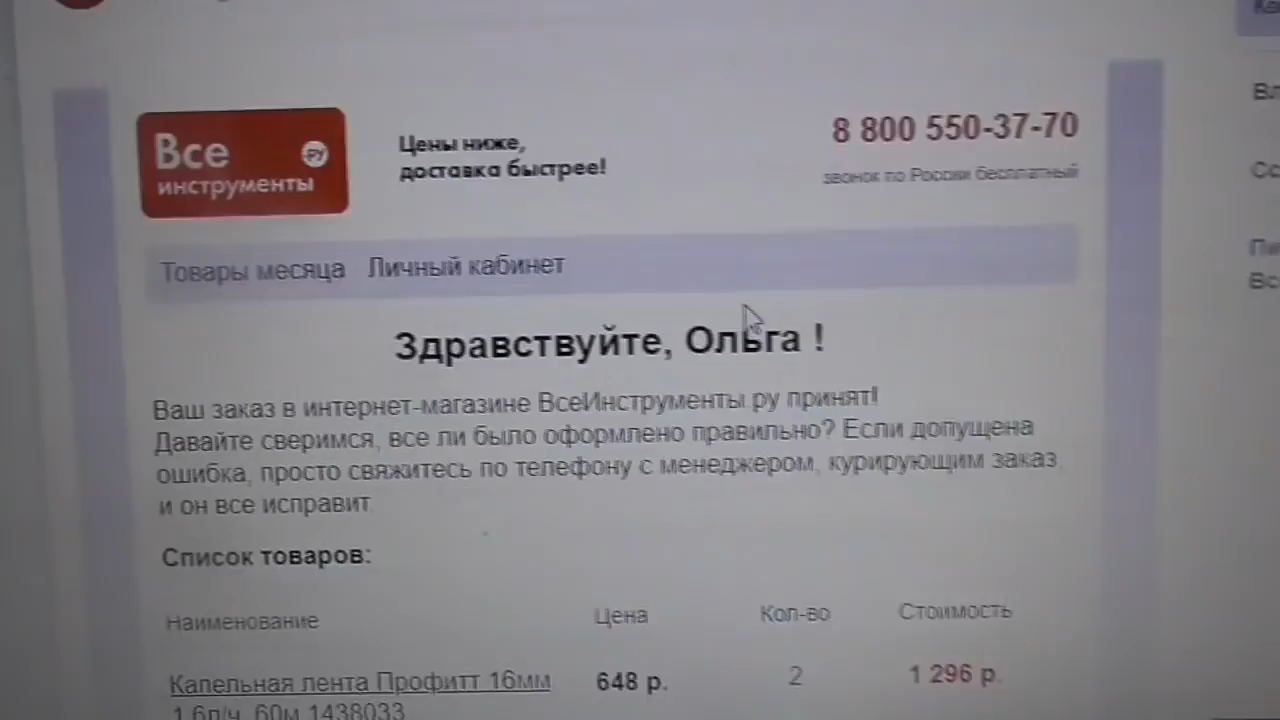 Все
.РУ
инструменты
Цены ниже,
доставка быстрее!
8 800 550-37-70
звонок по России бесплатный
Товары месяца Личный кабинет
Здравствуйте, Ольга !
Ваш заказ в интернет-магазине ВсеИнструменты.ру принят!
Давайте сверимся, все ли было оформлено правильно? Если допущена
ошибка, просто свяжитесь по телефону с менеджером, курирующим заказ,
и он все исправит.
Список товаров:
Наименование Цена Кол-во Стоимость
Капельная лента Профитт 16мм 648 р. 2 1 296 р.
1,6л/ч, 60м 1438033